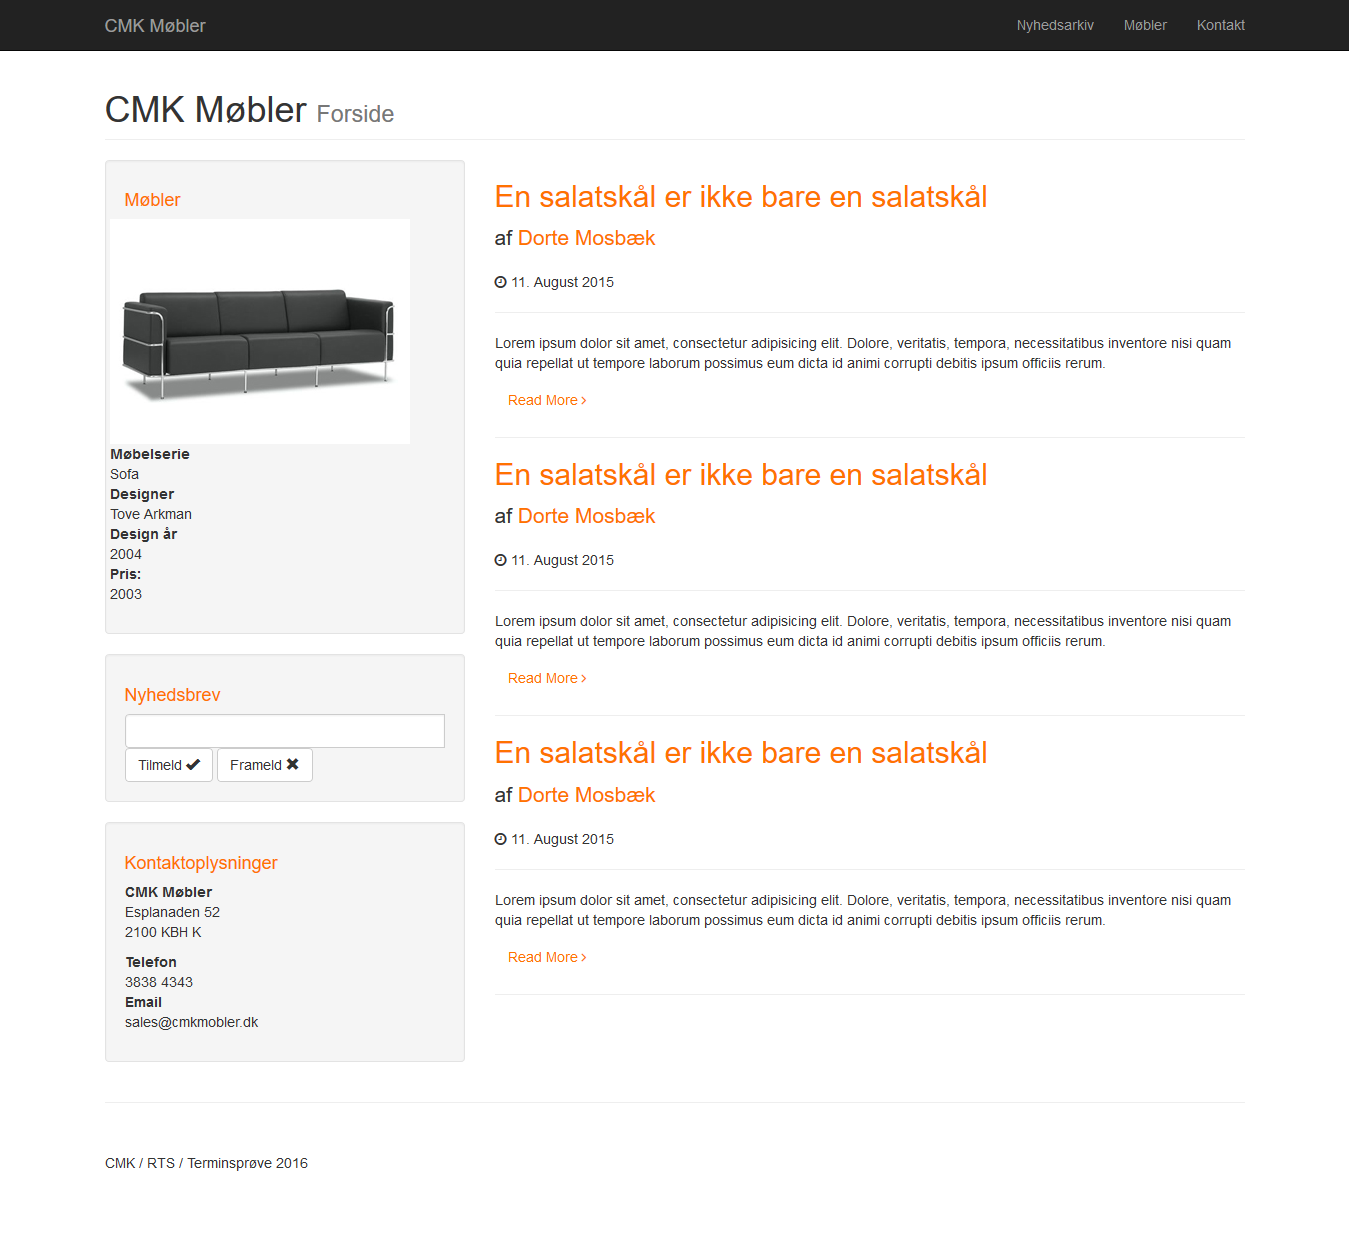 CMK Møbler
Nyhedsarkiv Møbler Kontakt
CMK Møbler Forside
Møbler
Møbelserie
Sofa
Designer
Tove Arkman
Design år
2004
Pris:
2003
Nyhedsbrev
Tilmeld Frameld
Kontaktoplysninger
CMK Møbler
Esplanaden 52
2100 KBH K
Telefon
3838 4343
Email
sales@cmkmobler.dk
En salatskål er ikke bare en salatskål
af Dorte Mosbæk
11. August 2015
Lorem ipsum dolor sit amet, consectetur adipisicing elit. Dolore, veritatis, tempora, necessitatibus inventore nisi quam
quia repellat ut tempore laborum possimus eum dicta id animi corrupti debitis ipsum officiis rerum.
Read More
En salatskål er ikke bare en salatskål
af Dorte Mosbæk
11. August 2015
Lorem ipsum dolor sit amet, consectetur adipisicing elit. Dolore, veritatis, tempora, necessitatibus inventore nisi quam
quia repellat ut tempore laborum possimus eum dicta id animi corrupti debitis ipsum officiis rerum.
Read More
En salatskål er ikke bare en salatskål
af Dorte Mosbæk
11. August 2015
Lorem ipsum dolor sit amet, consectetur adipisicing elit. Dolore, veritatis, tempora, necessitatibus inventore nisi quam
quia repellat ut tempore laborum possimus eum dicta id animi corrupti debitis ipsum officiis rerum.
Read More
CMK / RTS / Terminsprøve 2016